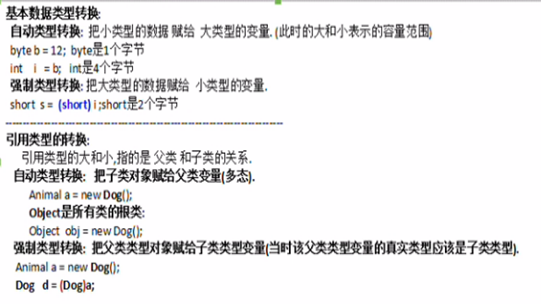 基本数据类型转换:
自动类型转换: 把小类型的数据 赋给 大类型的变量. (此时的大和小表示的容量范围)
byte b = 12; byte是1个字节
int i = b; int是4个字节
强制类型转换: 把大类型的数据赋给 小类型的变量.
short s = (short) i ;short是2个字节
引用类型的转换:
引用类型的大和小,指的是 父类 和子类的关系.
自动类型转换: 把子类对象赋给父类变量(多态).
Animal a = new Dog();
Object是所有类的根类:
Object obj = new Dog();
强制类型转换: 把父类类型对象赋给子类类型变量(当时该父类类型变量的真实类型应该是子类类型).
Animal a = new Dog();
Dog d = (Dog)a;